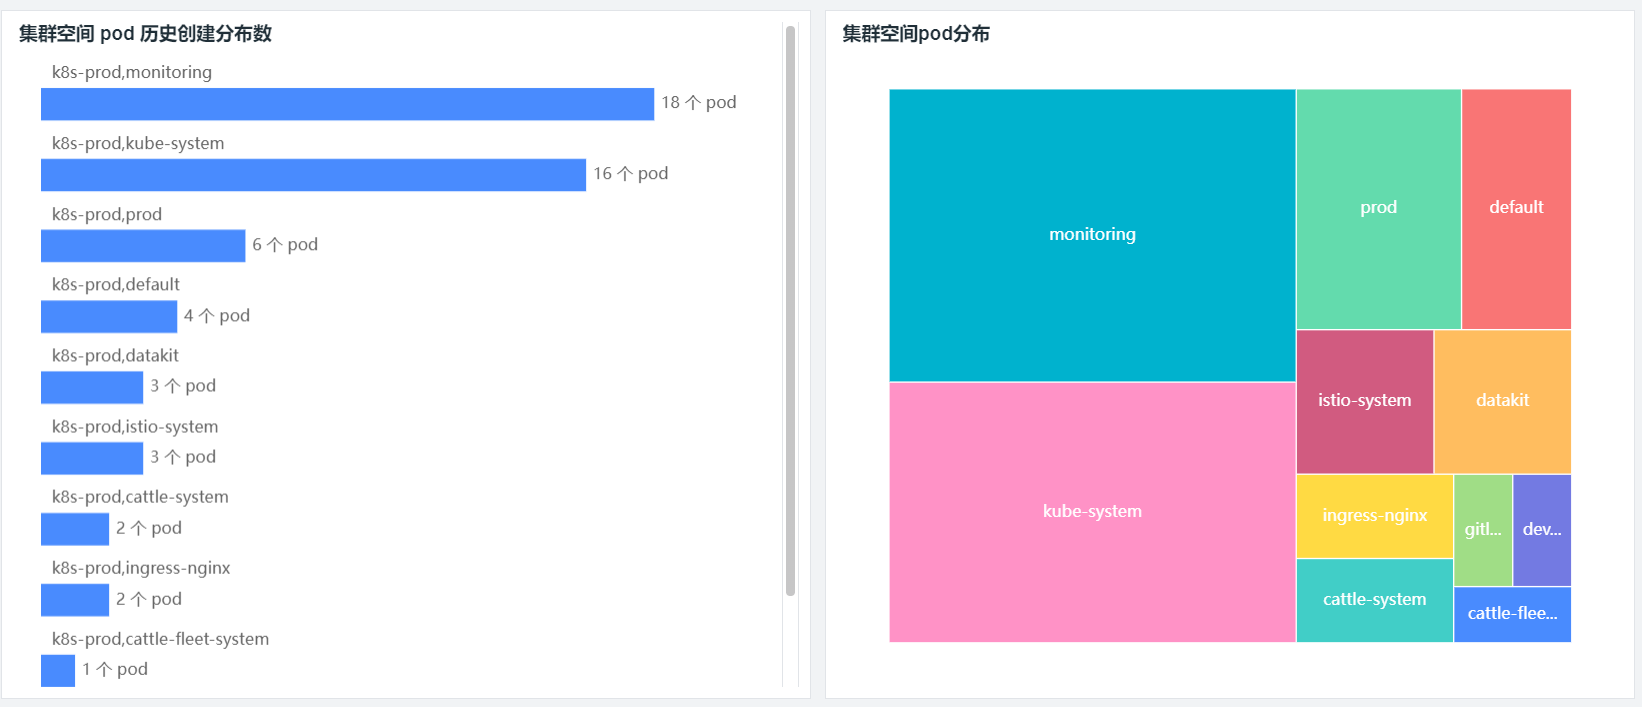 集群空间 pod 历史创建分布数
k8s-prod,monitoring
18 个 pod
k8s-prod,kube-system
16 个 pod
k8s-prod,prod
6 个 pod
k8s-prod,default
4 个 pod
k8s-prod,datakit
3 个 pod
k8s-prod,istio-system
3 个 pod
k8s-prod,cattle-system
2 个 pod
k8s-prod,ingress-nginx
2 个 pod
k8s-prod,cattle-fleet-system
1 个 pod
集群空间pod分布
monitoring
prod
default
kube-system
istio-system
datakit
ingress-nginx
gitl...
dev...
cattle-system
cattle-flee...